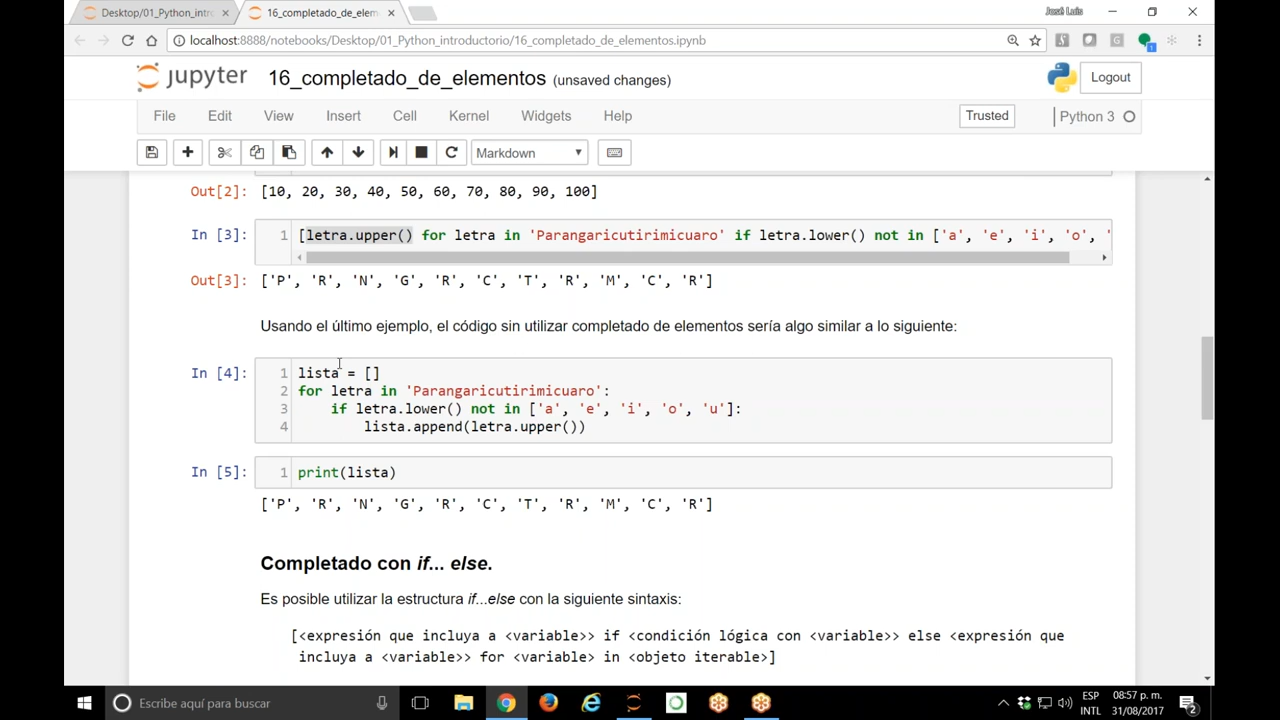 Desktop/01_Python_intro
16_completado_de_elem
José Luis
localhost:8888/notebooks/Desktop/01_Python_introductorio/16_completado_de_elementos.ipynb
jupyter 16_completado_de_elementos (unsaved changes)
Logout
File Edit View Insert Cell Kernel Widgets Help Trusted Python 3
Markdown
Out[2]: [10, 20, 30, 40, 50, 60, 70, 80, 90, 100]
In [3]: 1 [letra.upper() for letra in 'Parangaricutirimicuaro' if letra.lower() not in ['a', 'e', 'i', 'o', '
Out[3]: ['P', 'R', 'N', 'G', 'R', 'C', 'T', 'R', 'M', 'C', 'R']
Usando el último ejemplo, el código sin utilizar completado de elementos sería algo similar a lo siguiente:
In [4]: 1 lista = []
2 for letra in 'Parangaricutirimicuaro':
3 if letra.lower() not in ['a', 'e', 'i', 'o', 'u']:
4 lista.append(letra.upper())
In [5]: 1 print(lista)
['P', 'R', 'N', 'G', 'R', 'C', 'T', 'R', 'M', 'C', 'R']
Completado con if... else.
Es posible utilizar la estructura if...else con la siguiente sintaxis:
[<expresión que incluya a <variable>> if <condición lógica con <variable>> else <expresión que
incluya a <variable>> for <variable> in <objeto iterable>]
Escribe aquí para buscar
ESP 08:57 p. m.
INTL 31/08/2017